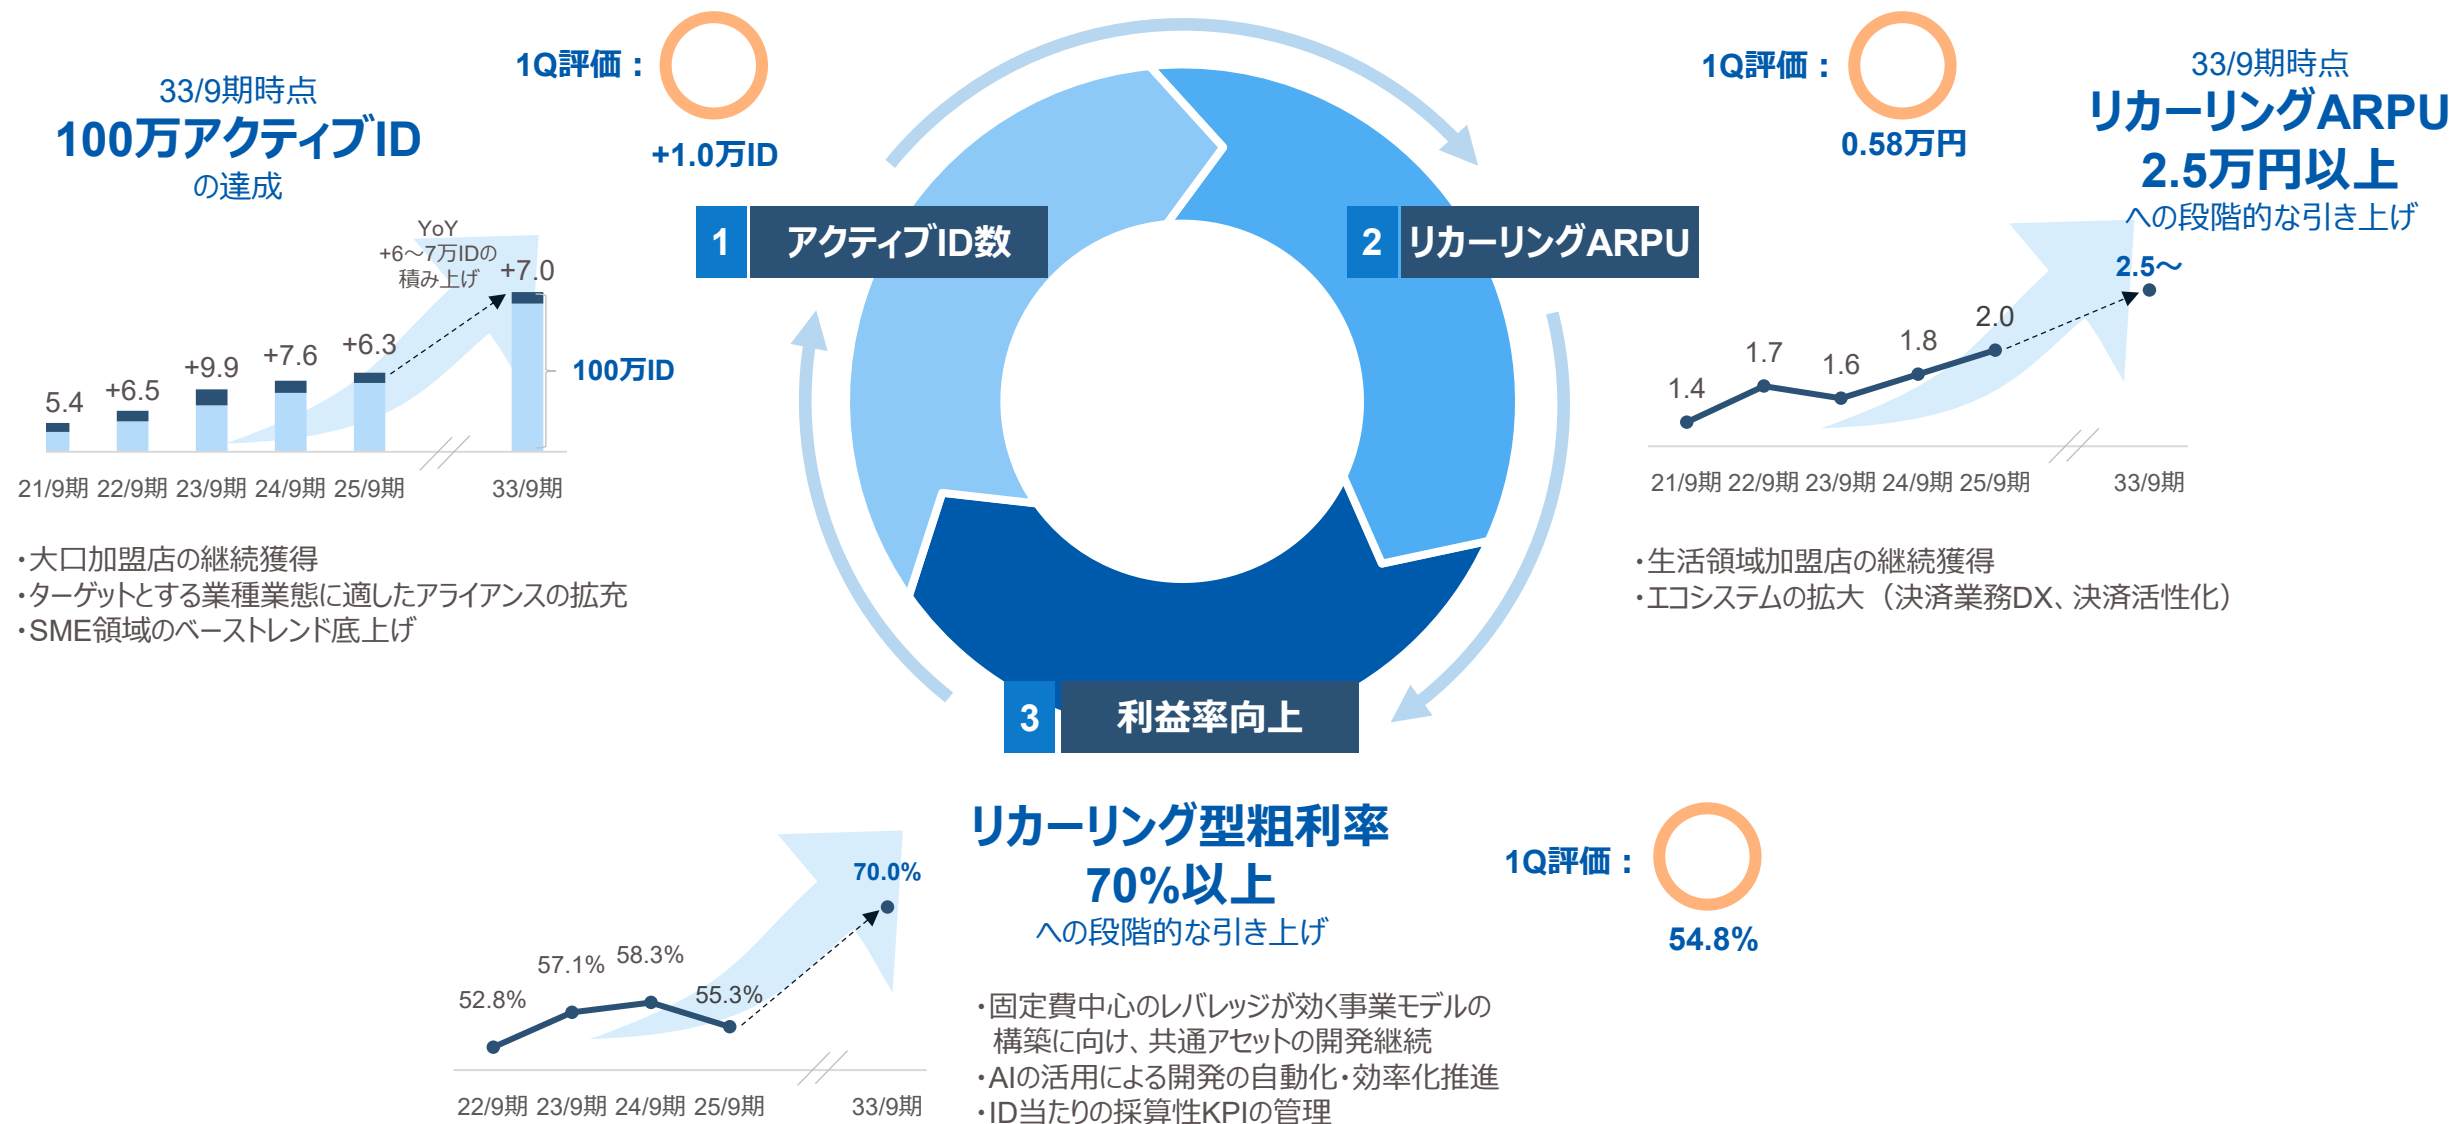 33/9期時点
100万アクティブID
の達成
1Q評価：
+1.0万ID
YoY
+6～7万IDの
積み上げ
5.4
+6.5
+9.9
+7.6
+6.3
+7.0
100万ID
21/9期 22/9期 23/9期 24/9期 25/9期 33/9期
・大口加盟店の継続獲得
・ターゲットとする業種業態に適したアライアンスの拡充
・SME領域のベーストレンド底上げ
1 アクティブID数
2 リカーリングARPU
3 利益率向上
1Q評価：
0.58万円
33/9期時点
リカーリングARPU
2.5万円以上
への段階的な引き上げ
1.4
1.7
1.6
1.8
2.0
2.5～
21/9期 22/9期 23/9期 24/9期 25/9期 33/9期
・生活領域加盟店の継続獲得
・エコシステムの拡大（決済業務DX、決済活性化）
リカーリング型粗利率
70%以上
への段階的な引き上げ
1Q評価：
54.8%
52.8%
57.1%
58.3%
55.3%
70.0%
22/9期 23/9期 24/9期 25/9期 33/9期
・固定費中心のレバレッジが効く事業モデルの
構築に向け、共通アセットの開発継続
・AIの活用による開発の自動化・効率化推進
・ID当たりの採算性KPIの管理